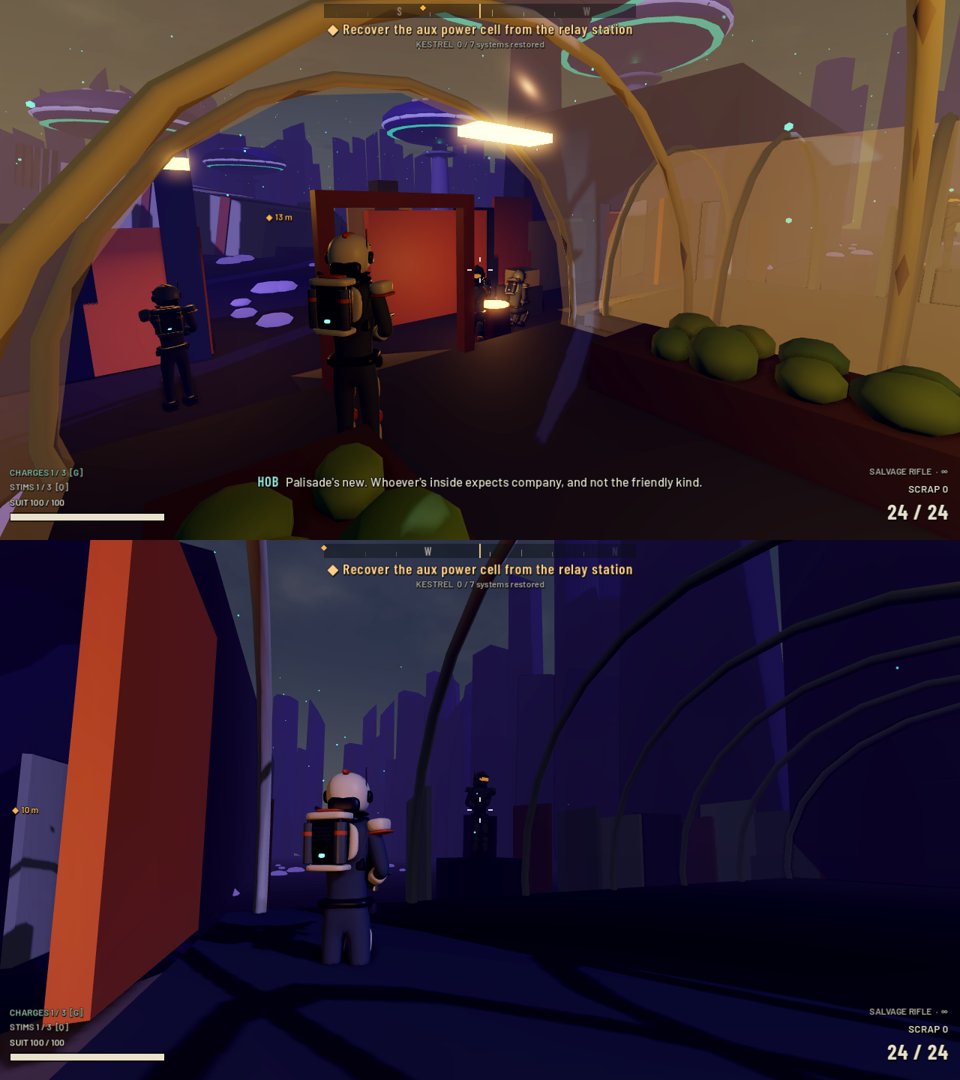 S W
◆ Recover the aux power cell from the relay station
KESTREL 0 / 7 systems restored
◆ 13 m
HOB Palisade's new. Whoever's inside expects company, and not the friendly kind.
CHARGES 1 / 3 [G]
STIMS 1 / 3 [Q]
SUIT 100 / 100
SALVAGE RIFLE · ∞
SCRAP 0
24 / 24
W N
◆ Recover the aux power cell from the relay station
KESTREL 0 / 7 systems restored
◆ 10 m
CHARGES 1 / 3 [G]
STIMS 1 / 3 [Q]
SUIT 100 / 100
SALVAGE RIFLE · ∞
SCRAP 0
24 / 24